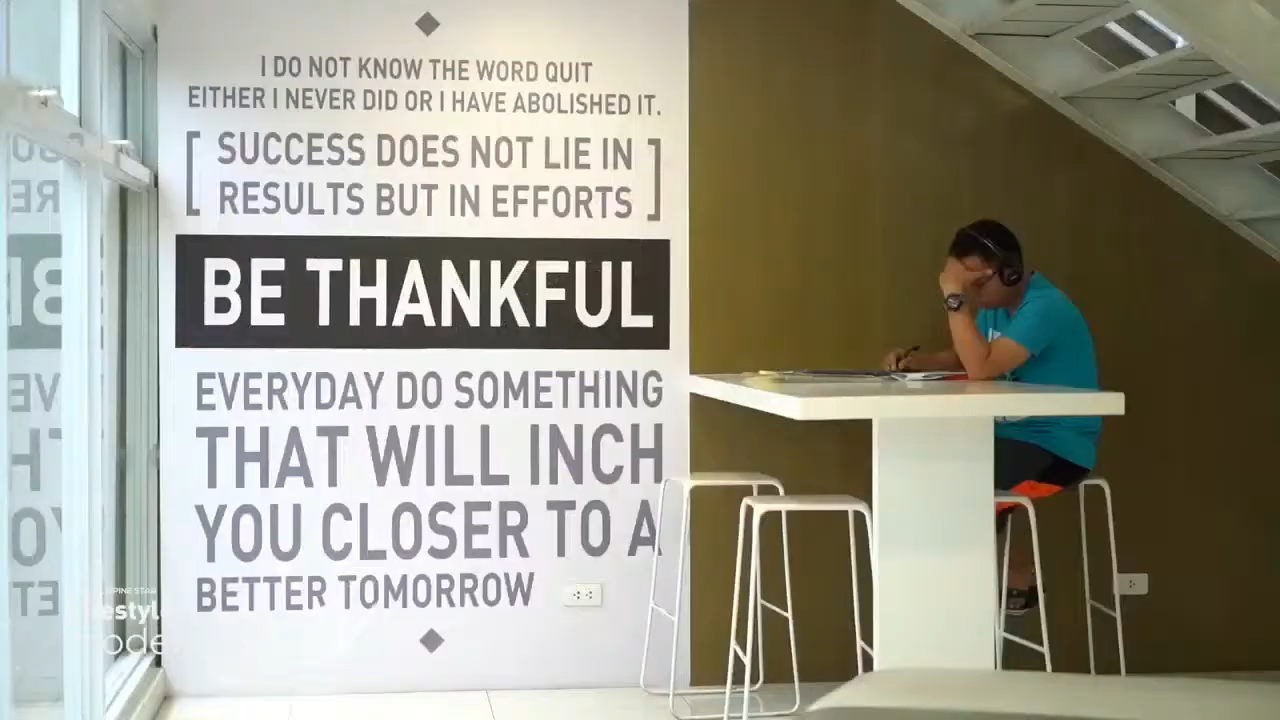 I DO NOT KNOW THE WORD QUIT
EITHER I NEVER DID OR I HAVE ABOLISHED IT.
[ SUCCESS DOES NOT LIE IN
RESULTS BUT IN EFFORTS ]
BE THANKFUL
EVERYDAY DO SOMETHING
THAT WILL INCH
YOU CLOSER TO A
BETTER TOMORROW